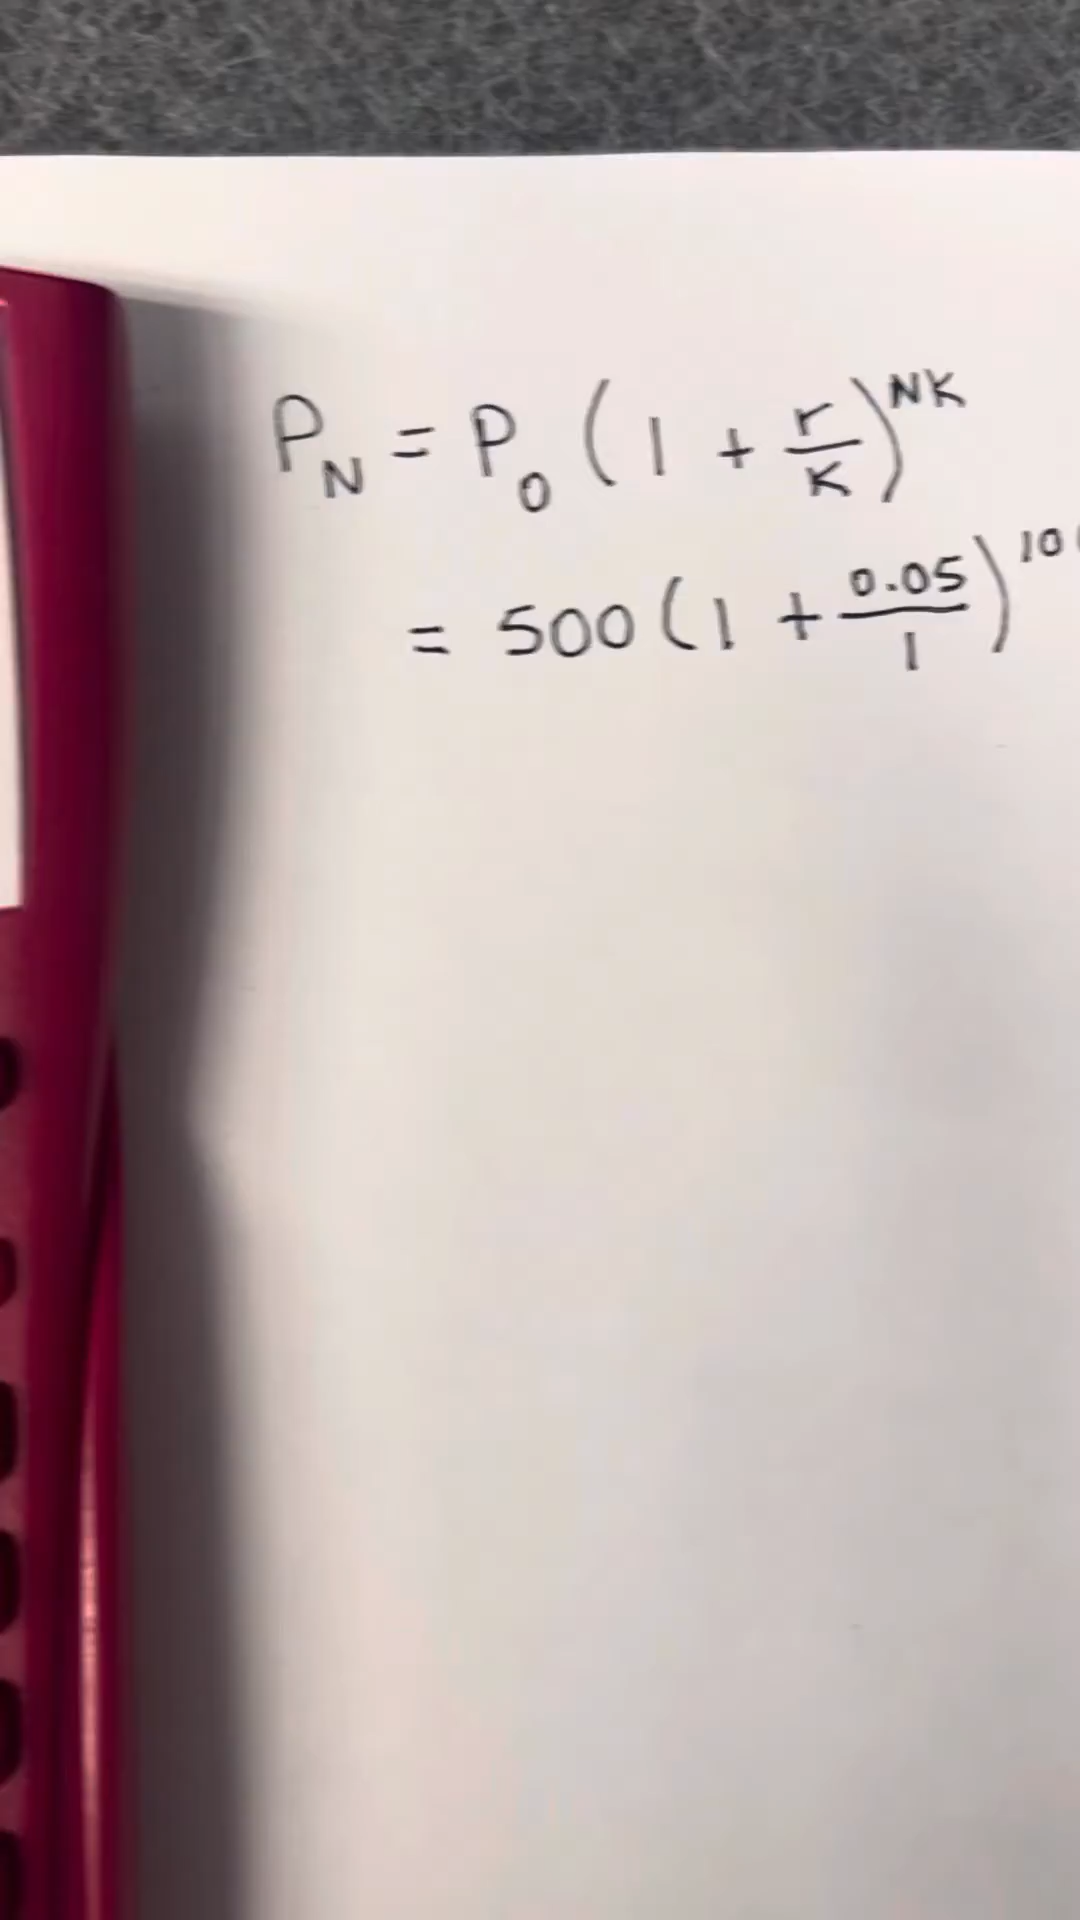 P_N = P_0 (1 + r/K)^NK
= 500 (1 + 0.05/1)^10